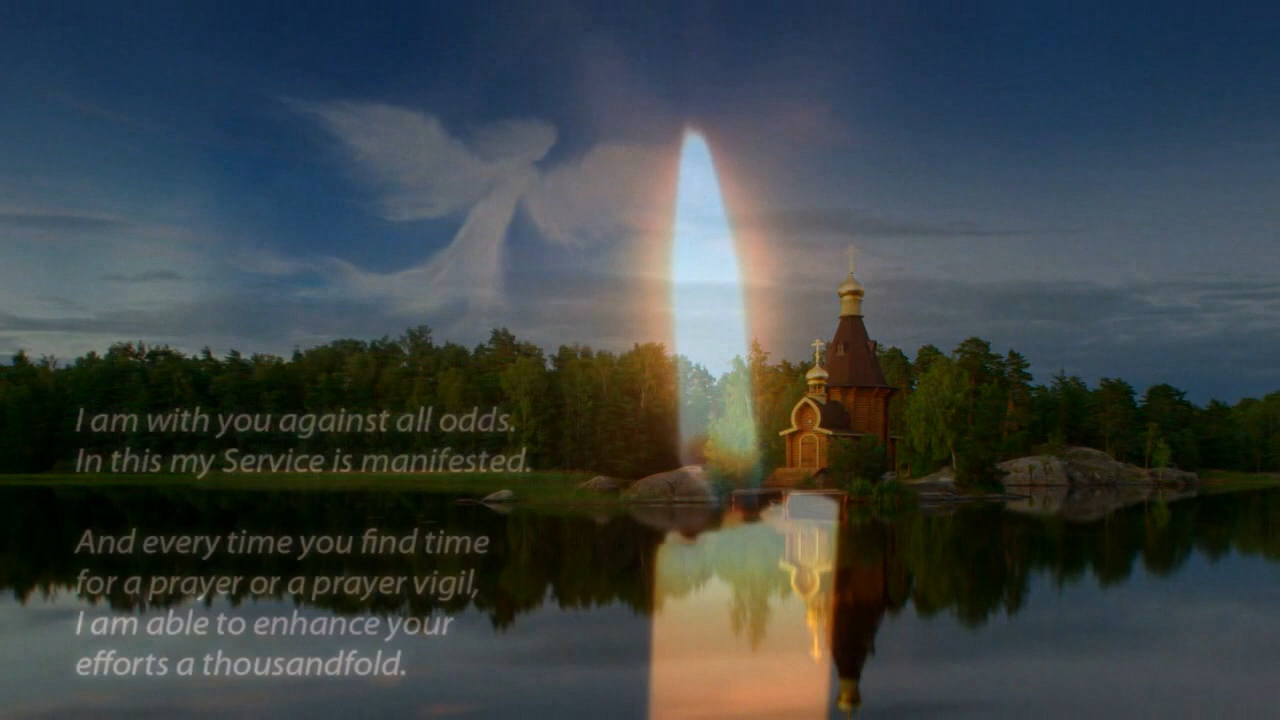 I am with you against all odds.
In this my Service is manifested.
And every time you find time
for a prayer or a prayer vigil,
I am able to enhance your
efforts a thousandfold.